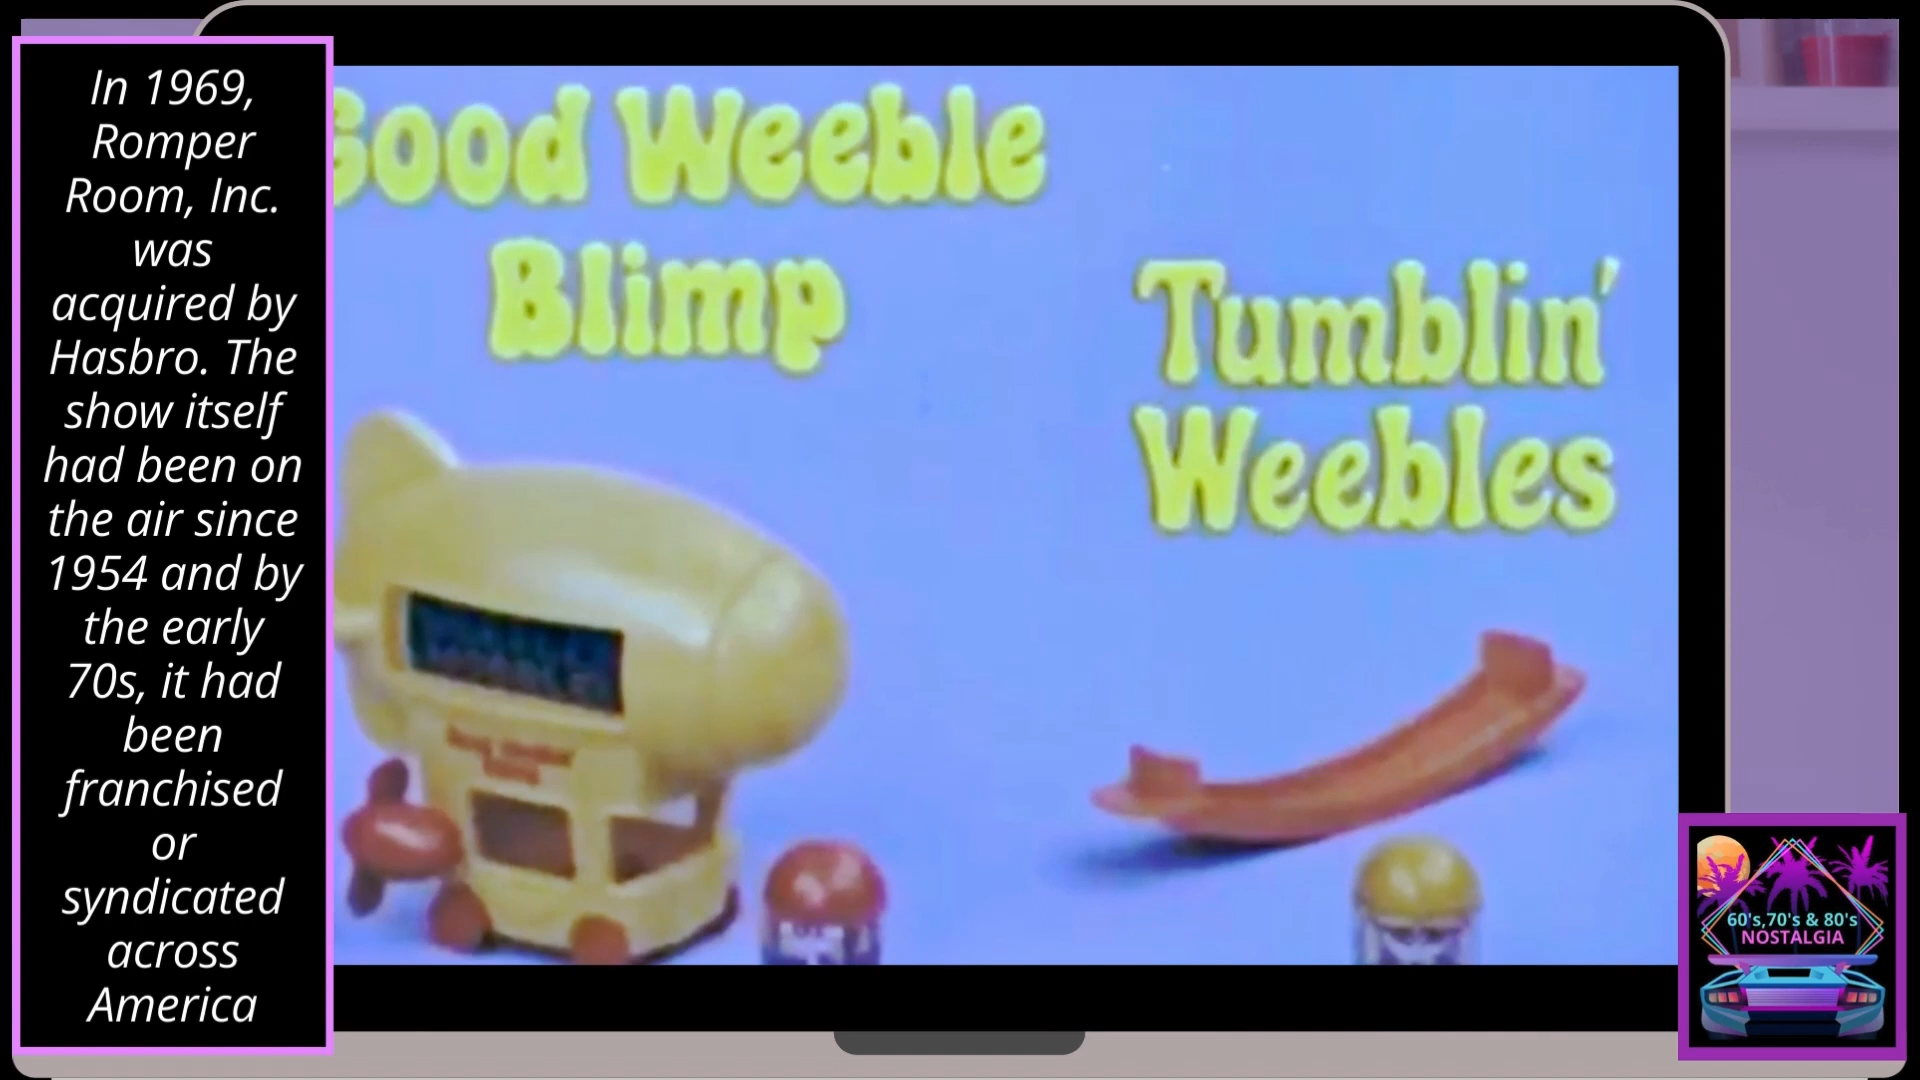 In 1969,
Romper
Room, Inc.
was
acquired by
Hasbro. The
show itself
had been on
the air since
1954 and by
the early
70s, it had
been
franchised
or
syndicated
across
America
Good Weeble
Blimp
Tumblin'
Weebles
60's,70's & 80's
NOSTALGIA